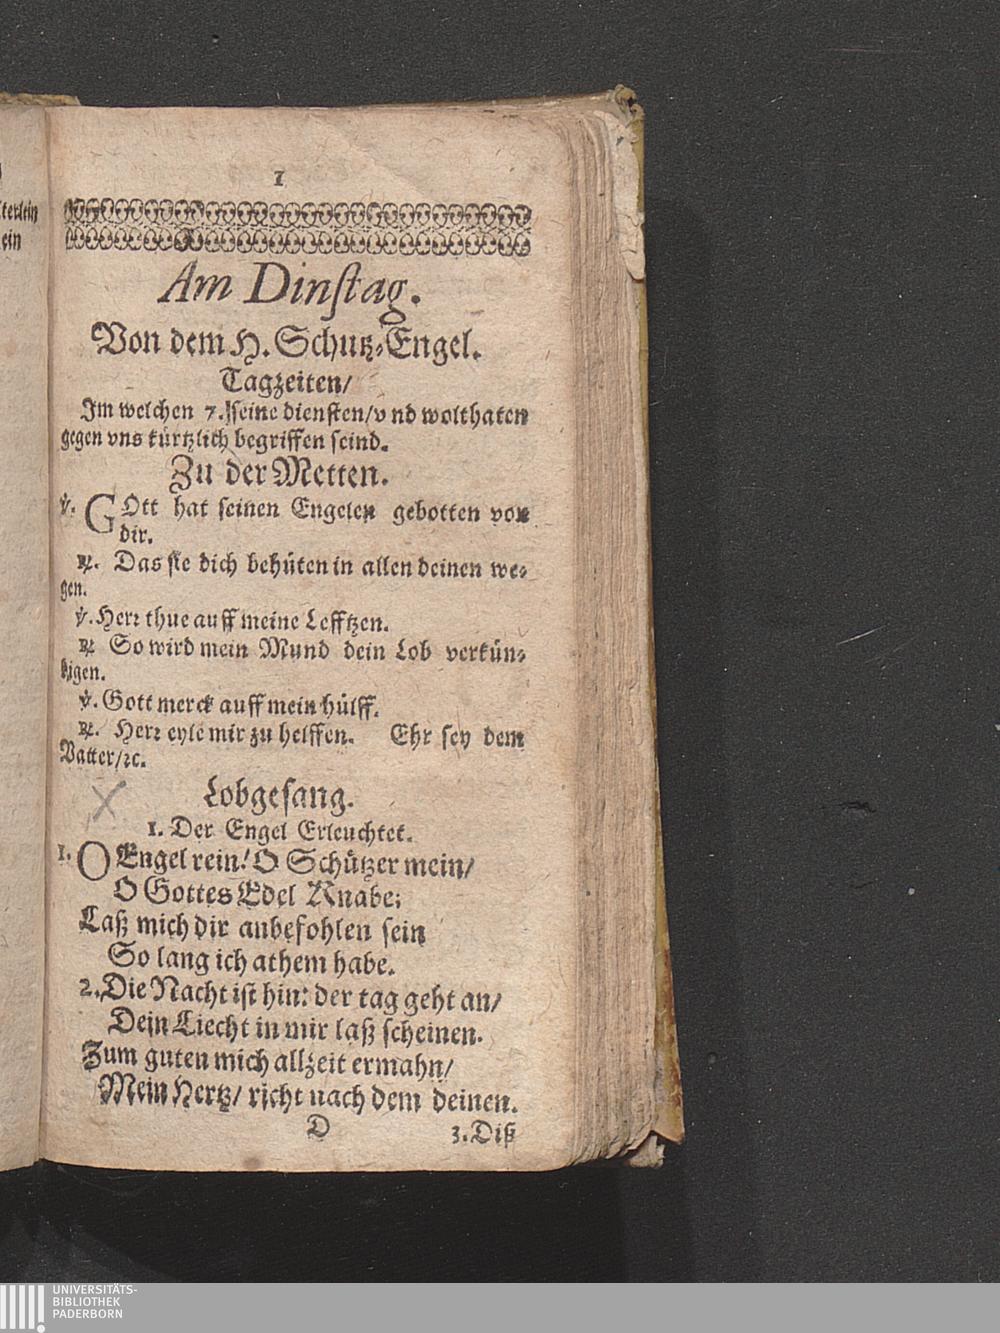 terlein
ein
1
Am Dinstag.
Von dem H. Schutz-Engel.
Tagzeiten/
Im welchen 7. seine diensten/ vnd wolthaten
gegen vns kürtzlich begriffen seind.
Zu der Metten.
℣. GOtt hat seinen Engelen gebotten von
dir.
℟. Das sie dich behüten in allen deinen we-
gen.
℣. Herr thue auff meine Lefftzen.
℟ So wird mein Mund dein Lob verkün-
digen.
℣. Gott merck auff mein hülff.
℟. Herr eyle mir zu helffen. Ehr sey dem
Vatter/ ꝛc.
Lobgesang.
1. Der Engel Erleuchtet.
1. O Engel rein! O Schützer mein/
O Gottes Edel Knabe;
Laß mich dir anbefohlen sein
So lang ich athem habe.
2. Die Nacht ist hin: der tag geht an/
Dein Liecht in mir laß scheinen.
Zum guten mich allzeit ermahn/
Mein Hertz/ richt nach dem deinen.
D 3. Diß
UNIVERSITÄTS-
BIBLIOTHEK
PADERBORN